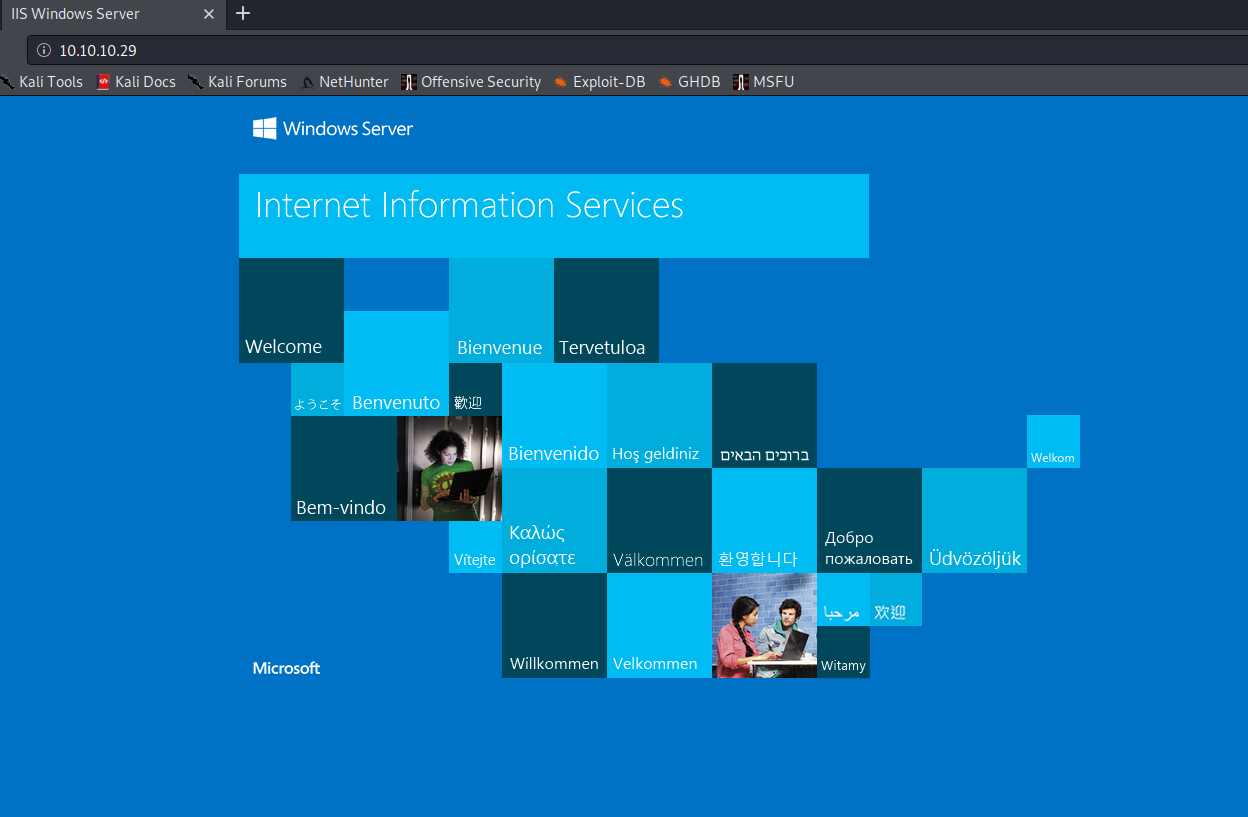 IIS Windows Server
10.10.10.29
Kali Tools
Kali Docs
Kali Forums
NetHunter
Offensive Security
Exploit-DB
GHDB
MSFU
Windows Server
Internet Information Services
Welcome
Bienvenue
Tervetuloa
ようこそ
Benvenuto
歡迎
Bienvenido
Hoş geldiniz
ברוכים הבאים
Welkom
Bem-vindo
Vítejte
Καλώς
ορίσατε
Välkommen
환영합니다
Добро
пожаловать
Üdvözöljük
Microsoft
Willkommen
Velkommen
مرحبا
欢迎
Witamy